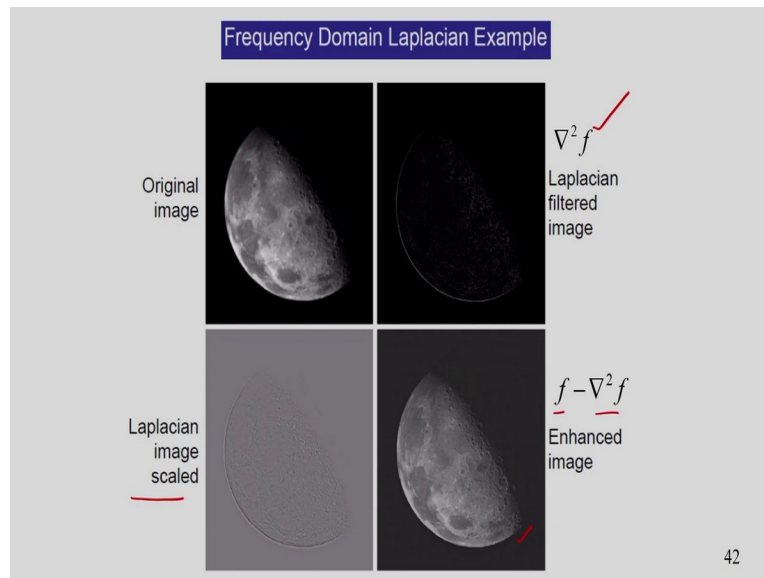 Frequency Domain Laplacian Example
Original
image
∇²f
Laplacian
filtered
image
Laplacian
image
scaled
f − ∇²f
Enhanced
image
42